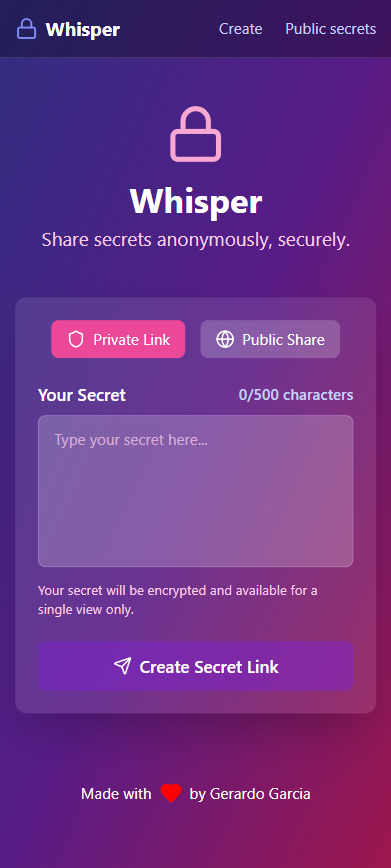 Whisper
Create
Public secrets
Whisper
Share secrets anonymously, securely.
Private Link
Public Share
Your Secret
0/500 characters
Type your secret here...
Your secret will be encrypted and available for a
single view only.
Create Secret Link
Made with
by Gerardo Garcia